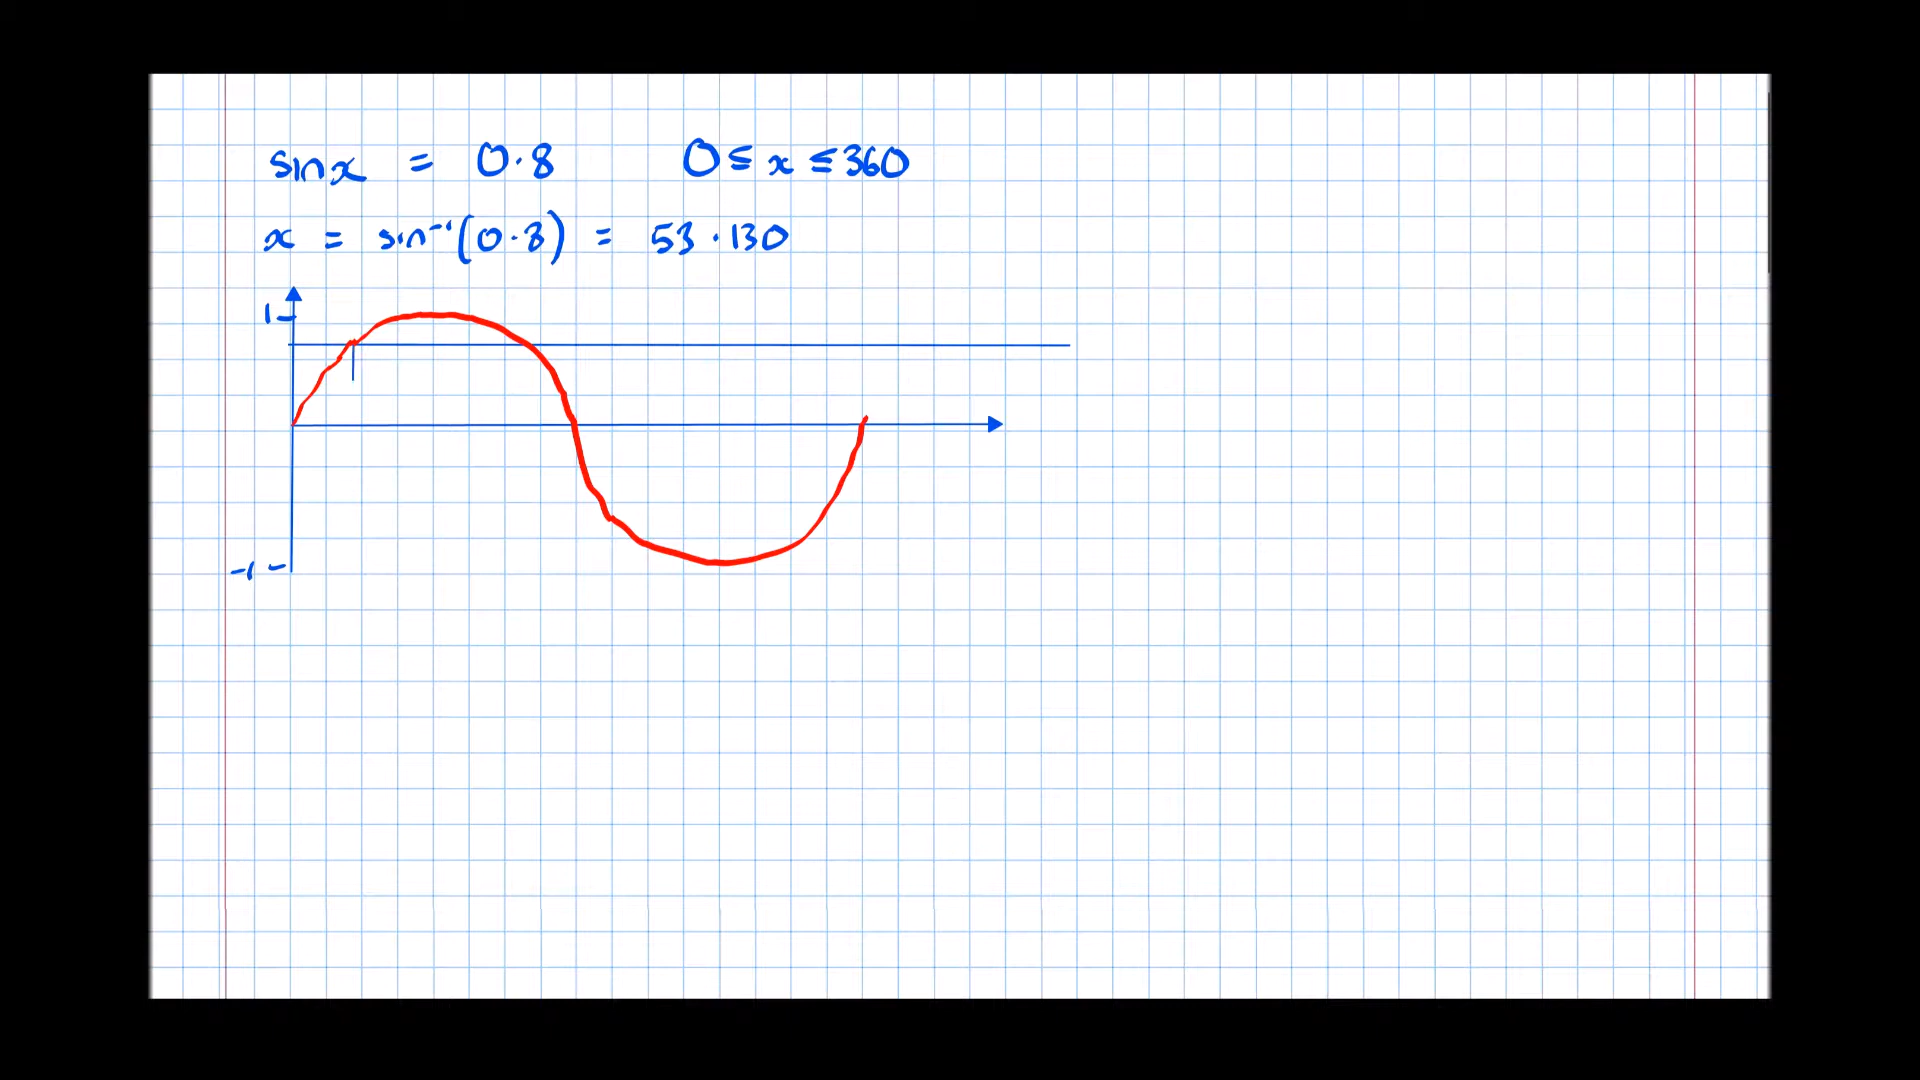 sin x = 0.8 0 ≤ x ≤ 360
x = sin⁻¹(0.8) = 53.130
1
-1